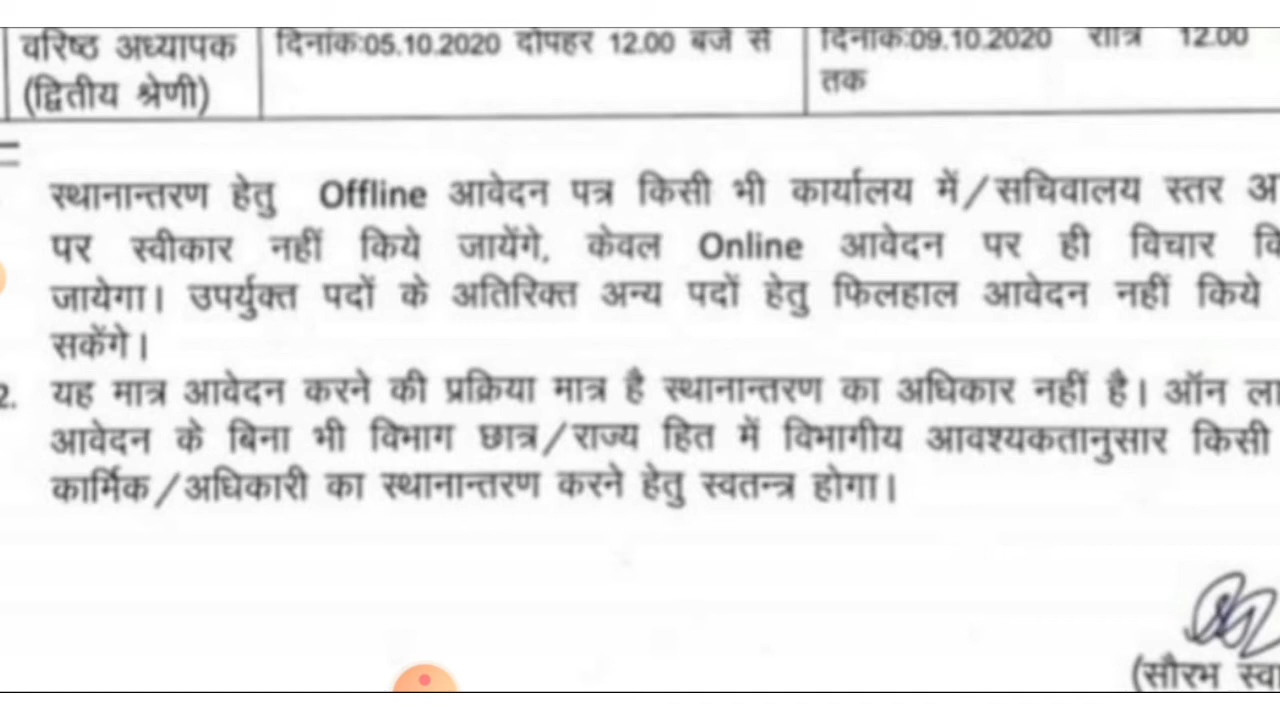 वरिष्ठ अध्यापक
(द्वितीय श्रेणी)
दिनांक:05.10.2020 दोपहर 12.00 बजे से
दिनांक:09.10.2020 रात्रि 12.00
तक
स्थानान्तरण हेतु Offline आवेदन पत्र किसी भी कार्यालय में/सचिवालय स्तर
पर स्वीकार नहीं किये जायेंगे, केवल Online आवेदन पर ही विचार
जायेगा। उपर्युक्त पदों के अतिरिक्त अन्य पदों हेतु फिलहाल आवेदन नहीं किये
सकेंगे।
2. यह मात्र आवेदन करने की प्रक्रिया मात्र है स्थानान्तरण का अधिकार नहीं है। ऑन
आवेदन के बिना भी विभाग छात्र/राज्य हित में विभागीय आवश्यकतानुसार किसी
कार्मिक/अधिकारी का स्थानान्तरण करने हेतु स्वतन्त्र होगा।
(सौरभ